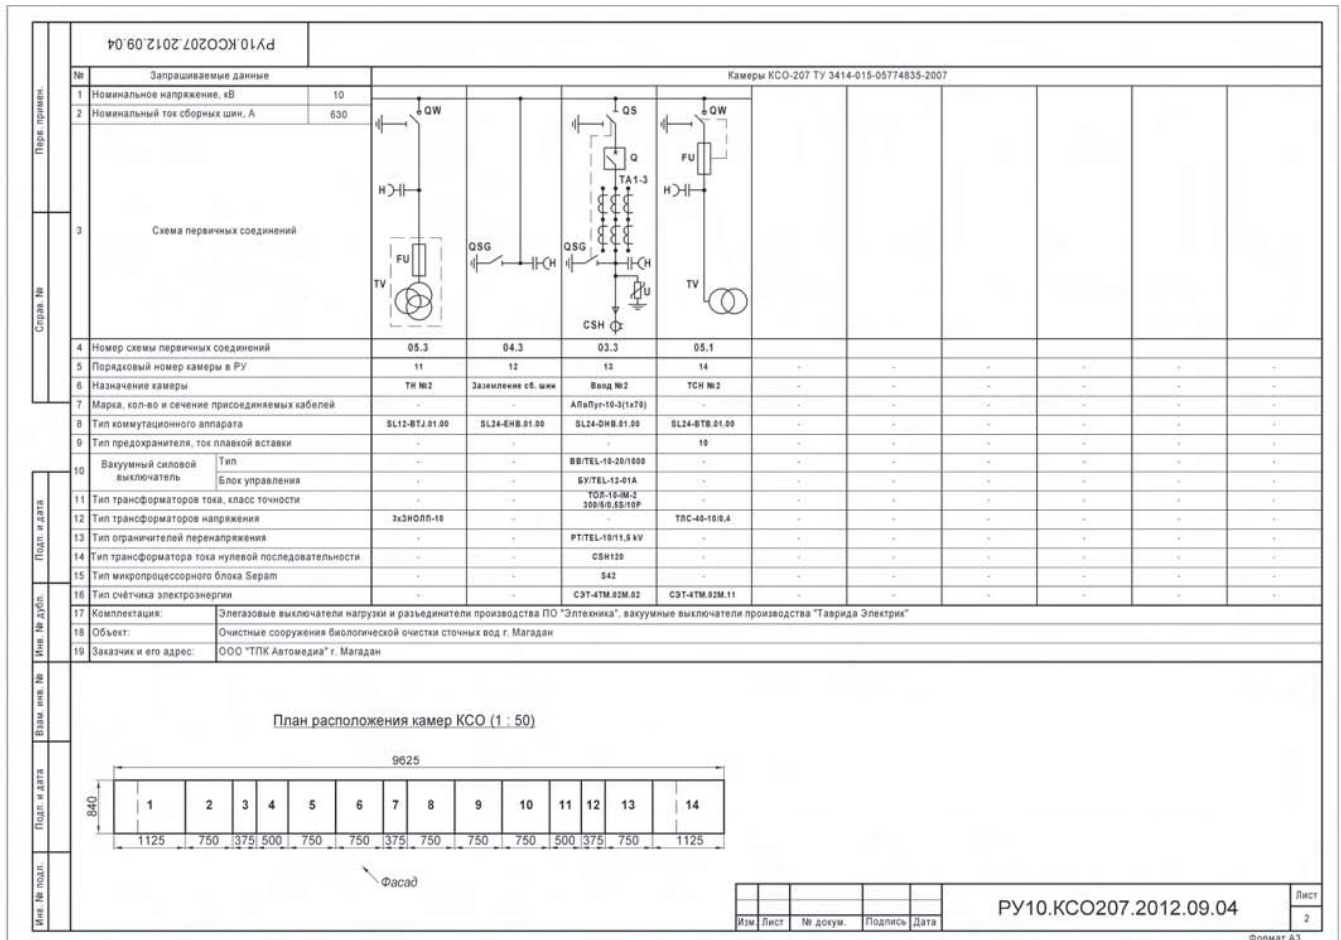 РУ10.КСО207.2012.09.04
№ Запрашиваемые данные Камеры КСО-207 ТУ 3414-015-05774835-2007
1 Номинальное напряжение, кВ 10
2 Номинальный ток сборных шин, А 630
3 Схема первичных соединений
QW QS QW
Q FU
TA1-3
H H
QSG QSG
FU H H
TV U TV
CSH
4 Номер схемы первичных соединений 05.3 04.3 03.3 05.1
5 Порядковый номер камеры в РУ 11 12 13 14 - - - - - -
6 Назначение камеры ТН №2 Заземление сб. шин Ввод №2 ТСН №2 - - - - - -
7 Марка, кол-во и сечение присоединяемых кабелей - - АПвПуг-10-3(1х70) - - - - - - -
8 Тип коммутационного аппарата SL12-BTJ.01.00 SL24-EHB.01.00 SL24-DHB.01.00 SL24-BTB.01.00 - - - - - -
9 Тип предохранителя, ток плавкой вставки - - - 10 - - - - - -
10 Вакуумный силовой выключатель Тип - - ВВ/TEL-10-20/1000 - - - - - - -
Блок управления - - БУ/TEL-12-01А - - - - - - -
11 Тип трансформаторов тока, класс точности - - ТОЛ-10-IM-2 300/5/0.5S/10Р - - - - - - -
12 Тип трансформаторов напряжения 3хЗНОЛП-10 - - ТЛС-40-10/0,4 - - - - - -
13 Тип ограничителей перенапряжения - - РТ/TEL-10/11,5 kV - - - - - - -
14 Тип трансформатора тока нулевой последовательности - - CSH120 - - - - - - -
15 Тип микропроцессорного блока Sepam - - S42 - - - - - - -
16 Тип счётчика электроэнергии - - СЭТ-4ТМ.02М.02 СЭТ-4ТМ.02М.11 - - - - - -
17 Комплектация: Элегазовые выключатели нагрузки и разъединители производства ПО "Элтехника", вакуумные выключатели производства "Таврида Электрик"
18 Объект: Очистные сооружения биологической очистки сточных вод г. Магадан
19 Заказчик и его адрес: ООО "ТПК Автомедиа" г. Магадан
План расположения камер КСО (1 : 50)
9625
840
1 2 3 4 5 6 7 8 9 10 11 12 13 14
1125 750 375 500 750 750 375 750 750 750 500 375 750 1125
Фасад
Перв. примен.
Справ. №
Подп. и дата
Инв. № дубл.
Взам. инв. №
Подп. и дата
Инв. № подл.
Изм. Лист № докум. Подпись Дата
РУ10.КСО207.2012.09.04
Лист
2
Формат А3